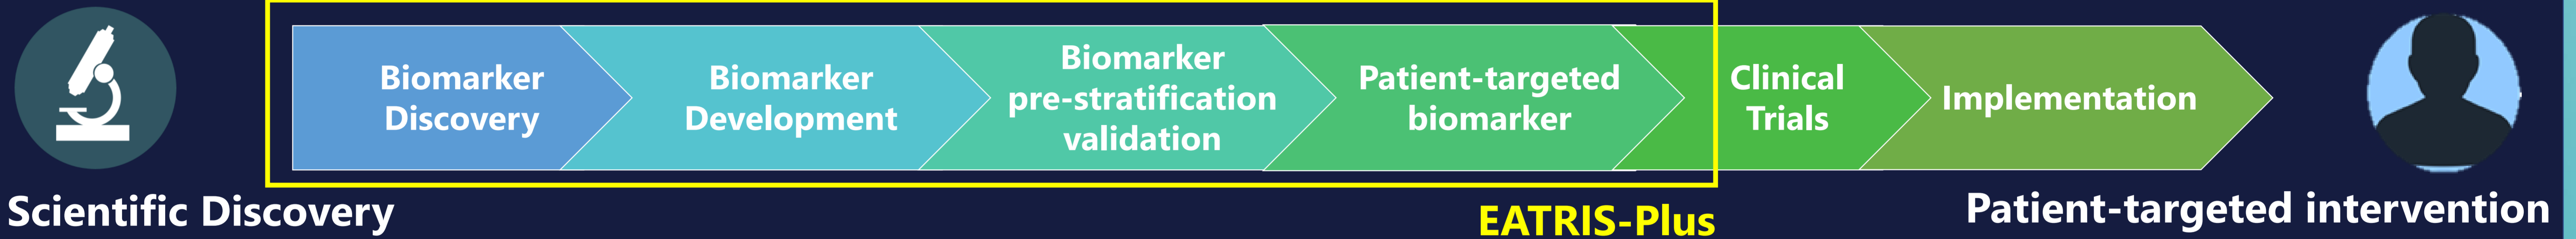 Biomarker
Discovery
Biomarker
Development
Biomarker
pre-stratification
validation
Patient-targeted
biomarker
Clinical
Trials
Implementation
Scientific Discovery
EATRIS-Plus
Patient-targeted intervention